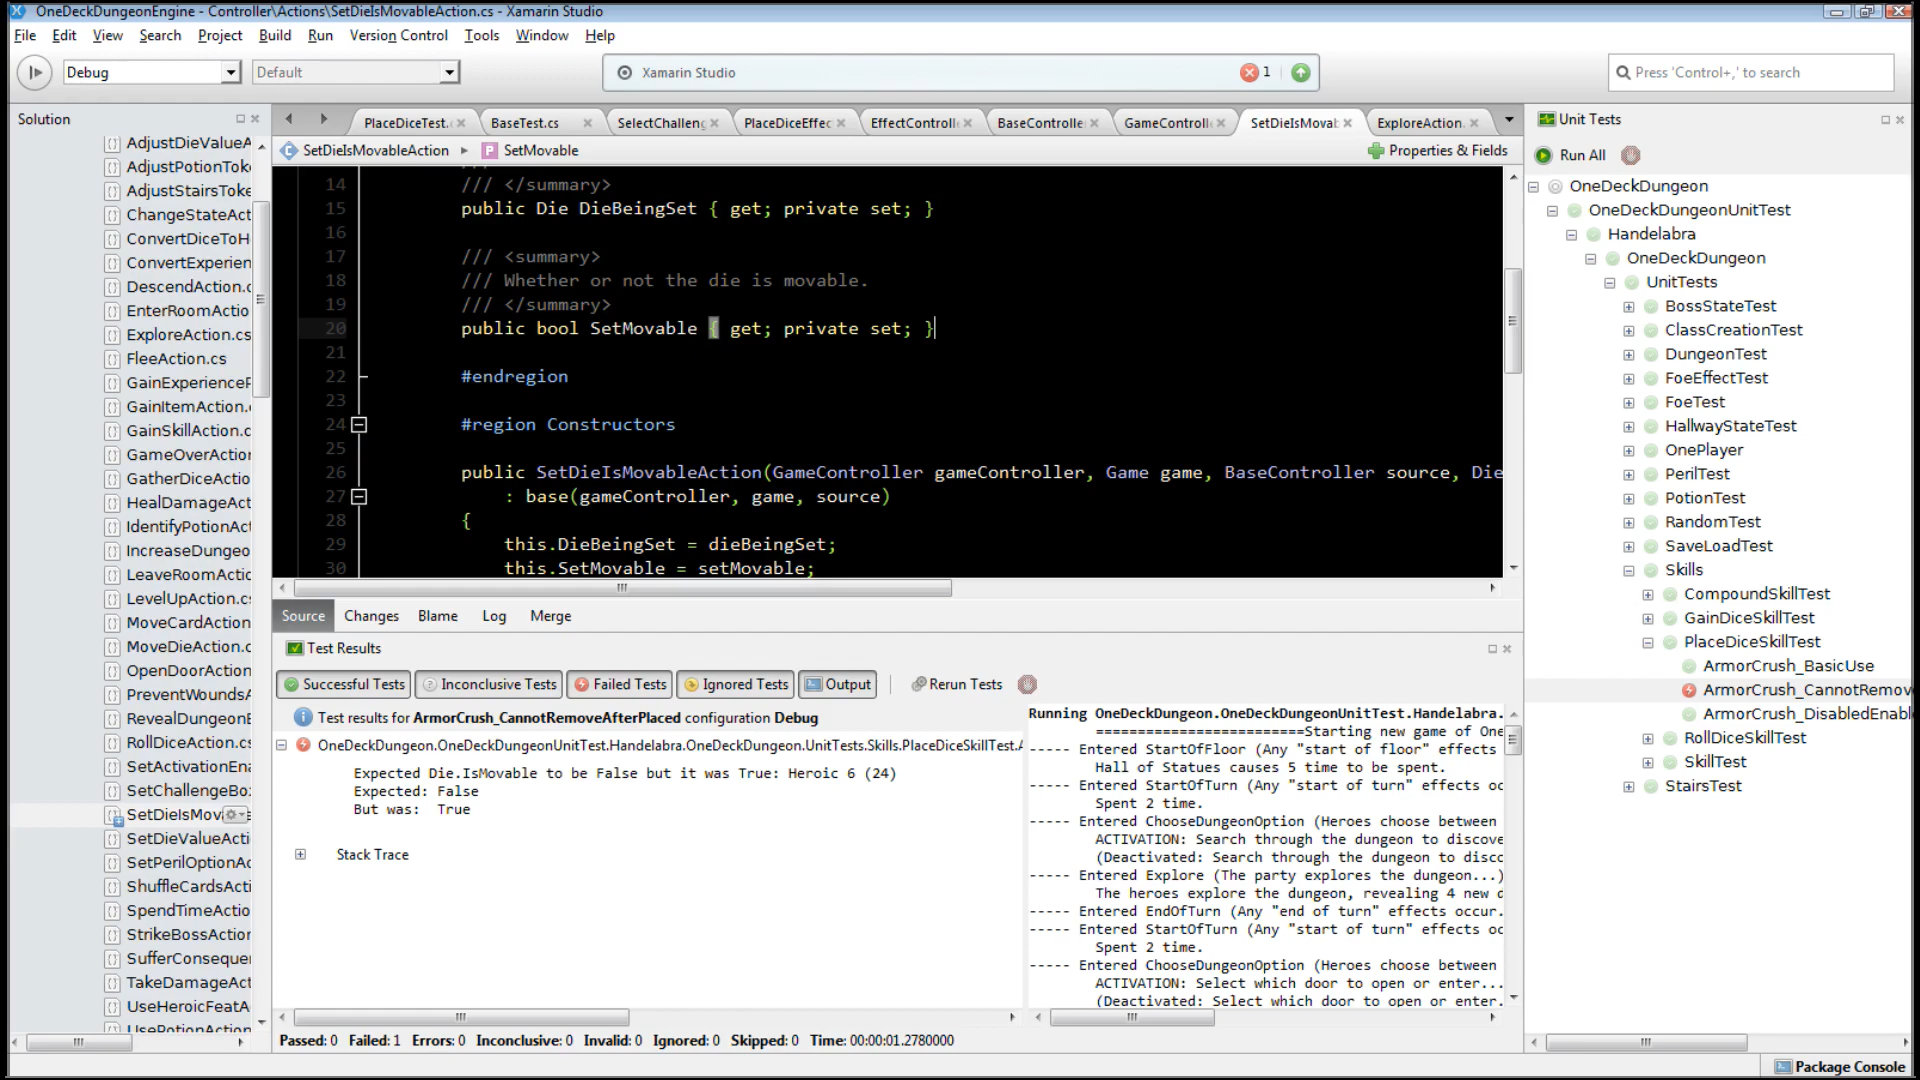 OneDeckDungeonEngine - Controller\Actions\SetDieIsMovableAction.cs - Xamarin Studio
File Edit View Search Project Build Run Version Control Tools Window Help
Debug
Default
Xamarin Studio
1
Press 'Control+,' to search
Solution
AdjustDieValueA
AdjustPotionTok
AdjustStairsToke
ChangeStateAct
ConvertDiceToH
ConvertExperien
DescendAction.c
EnterRoomActio
ExploreAction.cs
FleeAction.cs
GainExperienceF
GainItemAction.
GainSkillAction.c
GameOverAction
GatherDiceActio
HealDamageAct
IdentifyPotionAct
IncreaseDungeo
LeaveRoomActic
LevelUpAction.cs
MoveCardAction
MoveDieAction.c
OpenDoorAction
PreventWoundsA
RevealDungeonE
RollDiceAction.cs
SetActivationEna
SetChallengeBo
SetDieIsMov
SetDieValueActi
SetPerilOptionAc
ShuffleCardsActi
SpendTimeActio
StrikeBossAction
SufferConsequer
TakeDamageAct
UseHeroicFeatA
UsePotionAction
PlaceDiceTest.
BaseTest.cs
SelectChalleng
PlaceDiceEffec
EffectControll
BaseControlle
GameControll
SetDieIsMovab
ExploreAction.
SetDieIsMovableAction
SetMovable
Properties & Fields
14 /// </summary>
15 public Die DieBeingSet { get; private set; }
16
17 /// <summary>
18 /// Whether or not the die is movable.
19 /// </summary>
20 public bool SetMovable { get; private set; }
21
22 #endregion
23
24 #region Constructors
25
26 public SetDieIsMovableAction(GameController gameController, Game game, BaseController source, Die
27 : base(gameController, game, source)
28 {
29 this.DieBeingSet = dieBeingSet;
30 this.SetMovable = setMovable;
Source Changes Blame Log Merge
Test Results
Successful Tests
Inconclusive Tests
Failed Tests
Ignored Tests
Output
Rerun Tests
Test results for ArmorCrush_CannotRemoveAfterPlaced configuration Debug
OneDeckDungeon.OneDeckDungeonUnitTest.Handelabra.OneDeckDungeon.UnitTests.Skills.PlaceDiceSkillTest.A
Expected Die.IsMovable to be False but it was True: Heroic 6 (24)
Expected: False
But was: True
Stack Trace
Running OneDeckDungeon.OneDeckDungeonUnitTest.Handelabra.
========================Starting new game of One
----- Entered StartOfFloor (Any "start of floor" effects
Hall of Statues causes 5 time to be spent.
----- Entered StartOfTurn (Any "start of turn" effects oc
Spent 2 time.
----- Entered ChooseDungeonOption (Heroes choose between
ACTIVATION: Search through the dungeon to discove
(Deactivated: Search through the dungeon to disco
----- Entered Explore (The party explores the dungeon...)
The heroes explore the dungeon, revealing 4 new d
----- Entered EndOfTurn (Any "end of turn" effects occur.
----- Entered StartOfTurn (Any "start of turn" effects oc
Spent 2 time.
----- Entered ChooseDungeonOption (Heroes choose between
ACTIVATION: Select which door to open or enter...
(Deactivated: Select which door to open or enter.
Passed: 0 Failed: 1 Errors: 0 Inconclusive: 0 Invalid: 0 Ignored: 0 Skipped: 0 Time: 00:00:01.2780000
Unit Tests
Run All
OneDeckDungeon
OneDeckDungeonUnitTest
Handelabra
OneDeckDungeon
UnitTests
BossStateTest
ClassCreationTest
DungeonTest
FoeEffectTest
FoeTest
HallwayStateTest
OnePlayer
PerilTest
PotionTest
RandomTest
SaveLoadTest
Skills
CompoundSkillTest
GainDiceSkillTest
PlaceDiceSkillTest
ArmorCrush_BasicUse
ArmorCrush_CannotRemov
ArmorCrush_DisabledEnabl
RollDiceSkillTest
SkillTest
StairsTest
Package Console